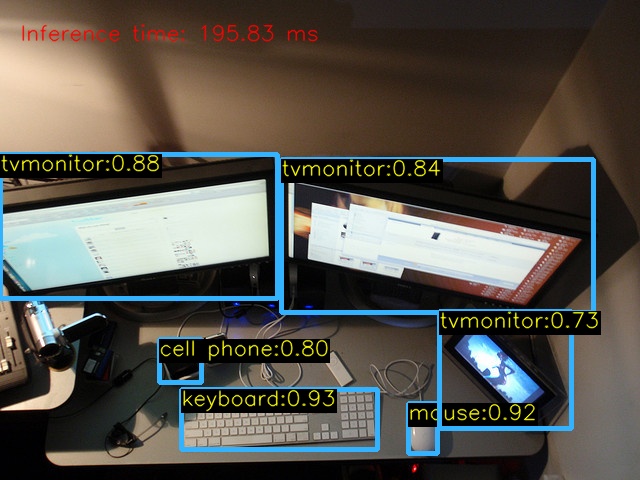 Inference time: 195.83 ms
tvmonitor:0.88
tvmonitor:0.84
tvmonitor:0.73
cell phone:0.80
keyboard:0.93
mouse:0.92